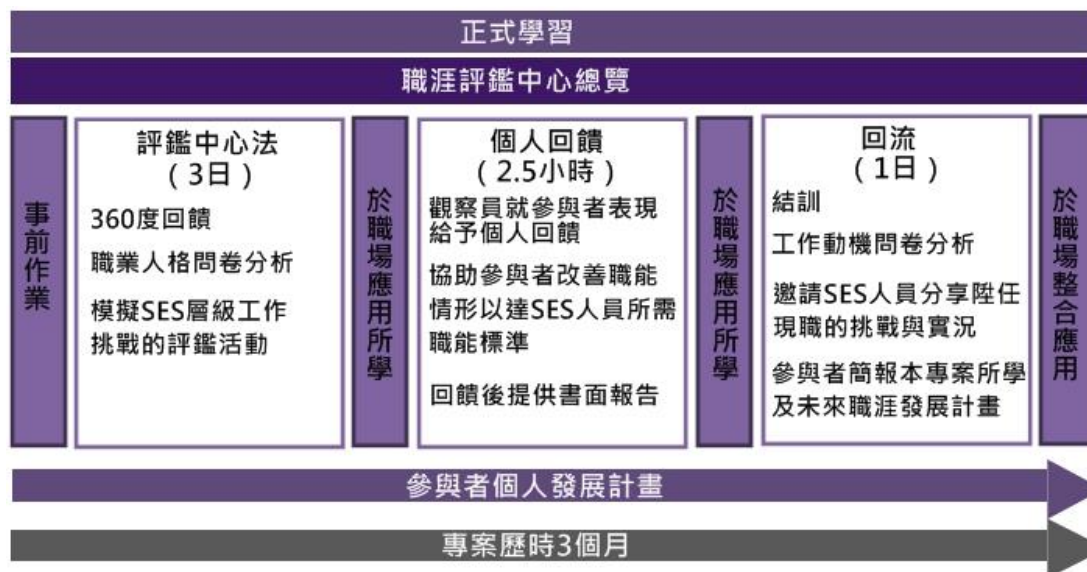 正式學習
職涯評鑑中心總覽
事前作業
評鑑中心法
（3日）
360度回饋
職業人格問卷分析
模擬SES層級工作
挑戰的評鑑活動
於職場應用所學
個人回饋
（2.5小時）
觀察員就參與者表現
給予個人回饋
協助參與者改善職能
情形以達SES人員所需
職能標準
回饋後提供書面報告
於職場應用所學
回流
（1日）
結訓
工作動機問卷分析
邀請SES人員分享陞任
現職的挑戰與實況
參與者簡報本專案所學
及未來職涯發展計畫
於職場整合應用
參與者個人發展計畫
專案歷時3個月